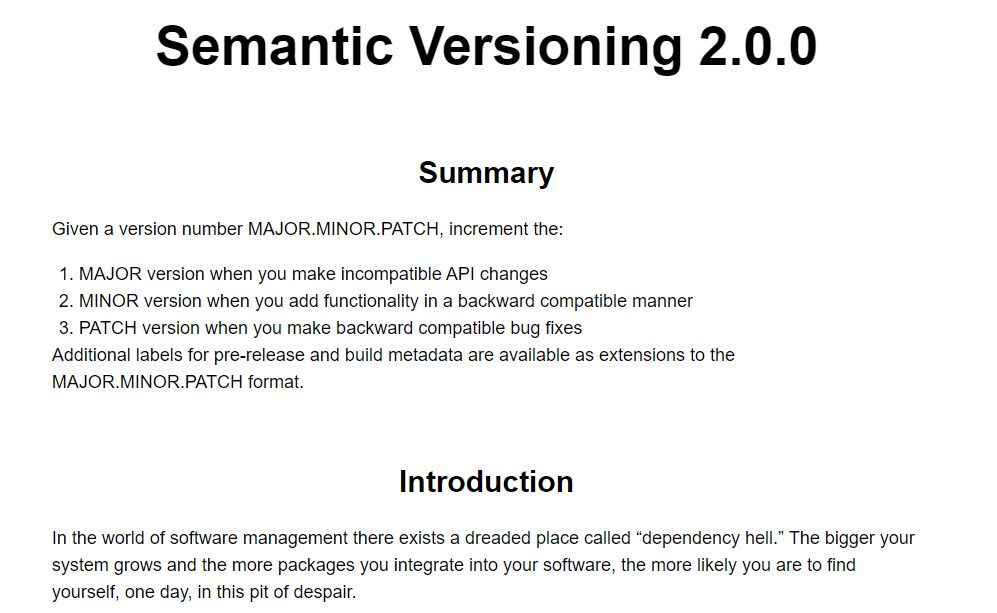 Semantic Versioning 2.0.0
Summary
Given a version number MAJOR.MINOR.PATCH, increment the:
1. MAJOR version when you make incompatible API changes
2. MINOR version when you add functionality in a backward compatible manner
3. PATCH version when you make backward compatible bug fixes
Additional labels for pre-release and build metadata are available as extensions to the
MAJOR.MINOR.PATCH format.
Introduction
In the world of software management there exists a dreaded place called “dependency hell.” The bigger your
system grows and the more packages you integrate into your software, the more likely you are to find
yourself, one day, in this pit of despair.